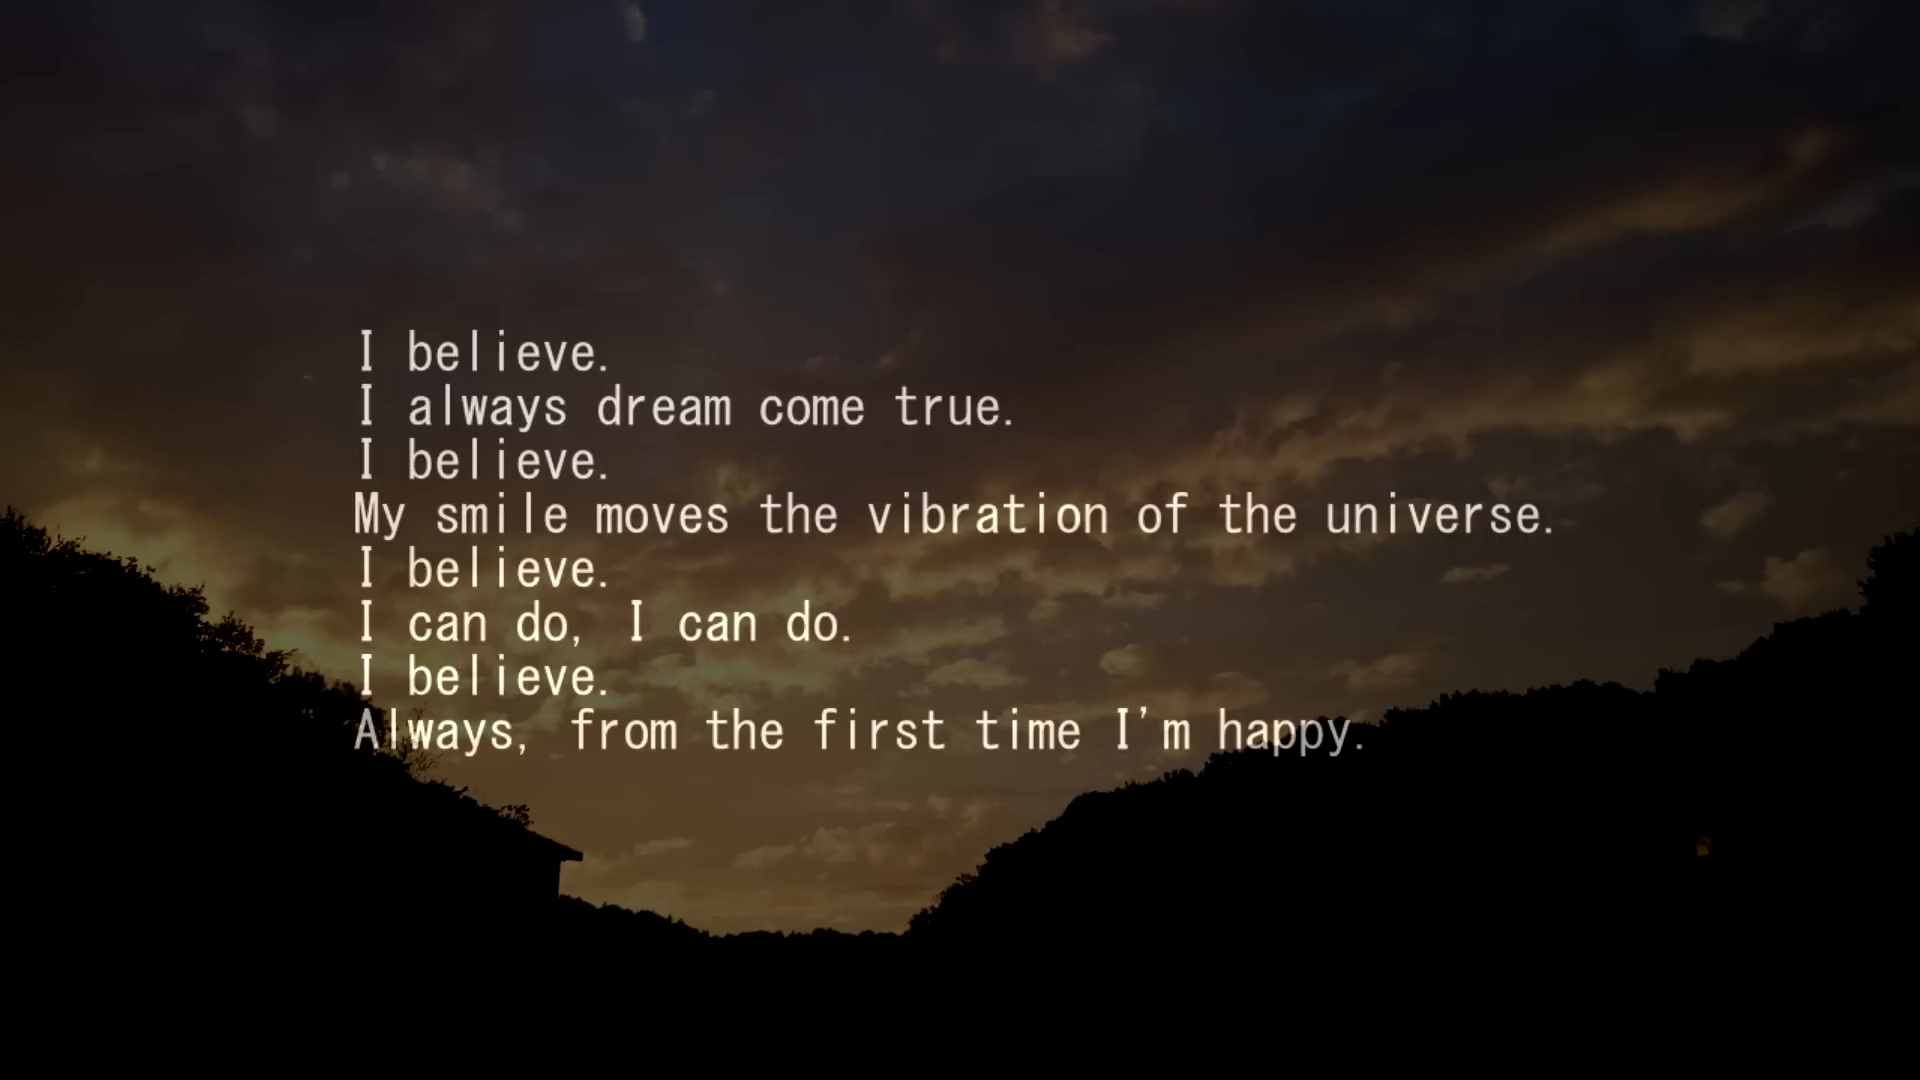 I believe.
I always dream come true.
I believe.
My smile moves the vibration of the universe.
I believe.
I can do, I can do.
I believe.
Always, from the first time I'm happy.